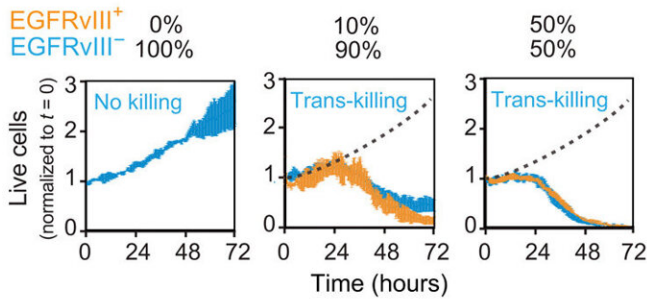 EGFRvIII+ 0% 10% 50%
EGFRvIII− 100% 90% 50%
Live cells
(normalized to t = 0)
3
2
1
0
No killing
0 24 48 72
3
2
1
0
Trans-killing
0 24 48 72
3
2
1
0
Trans-killing
0 24 48 72
Time (hours)